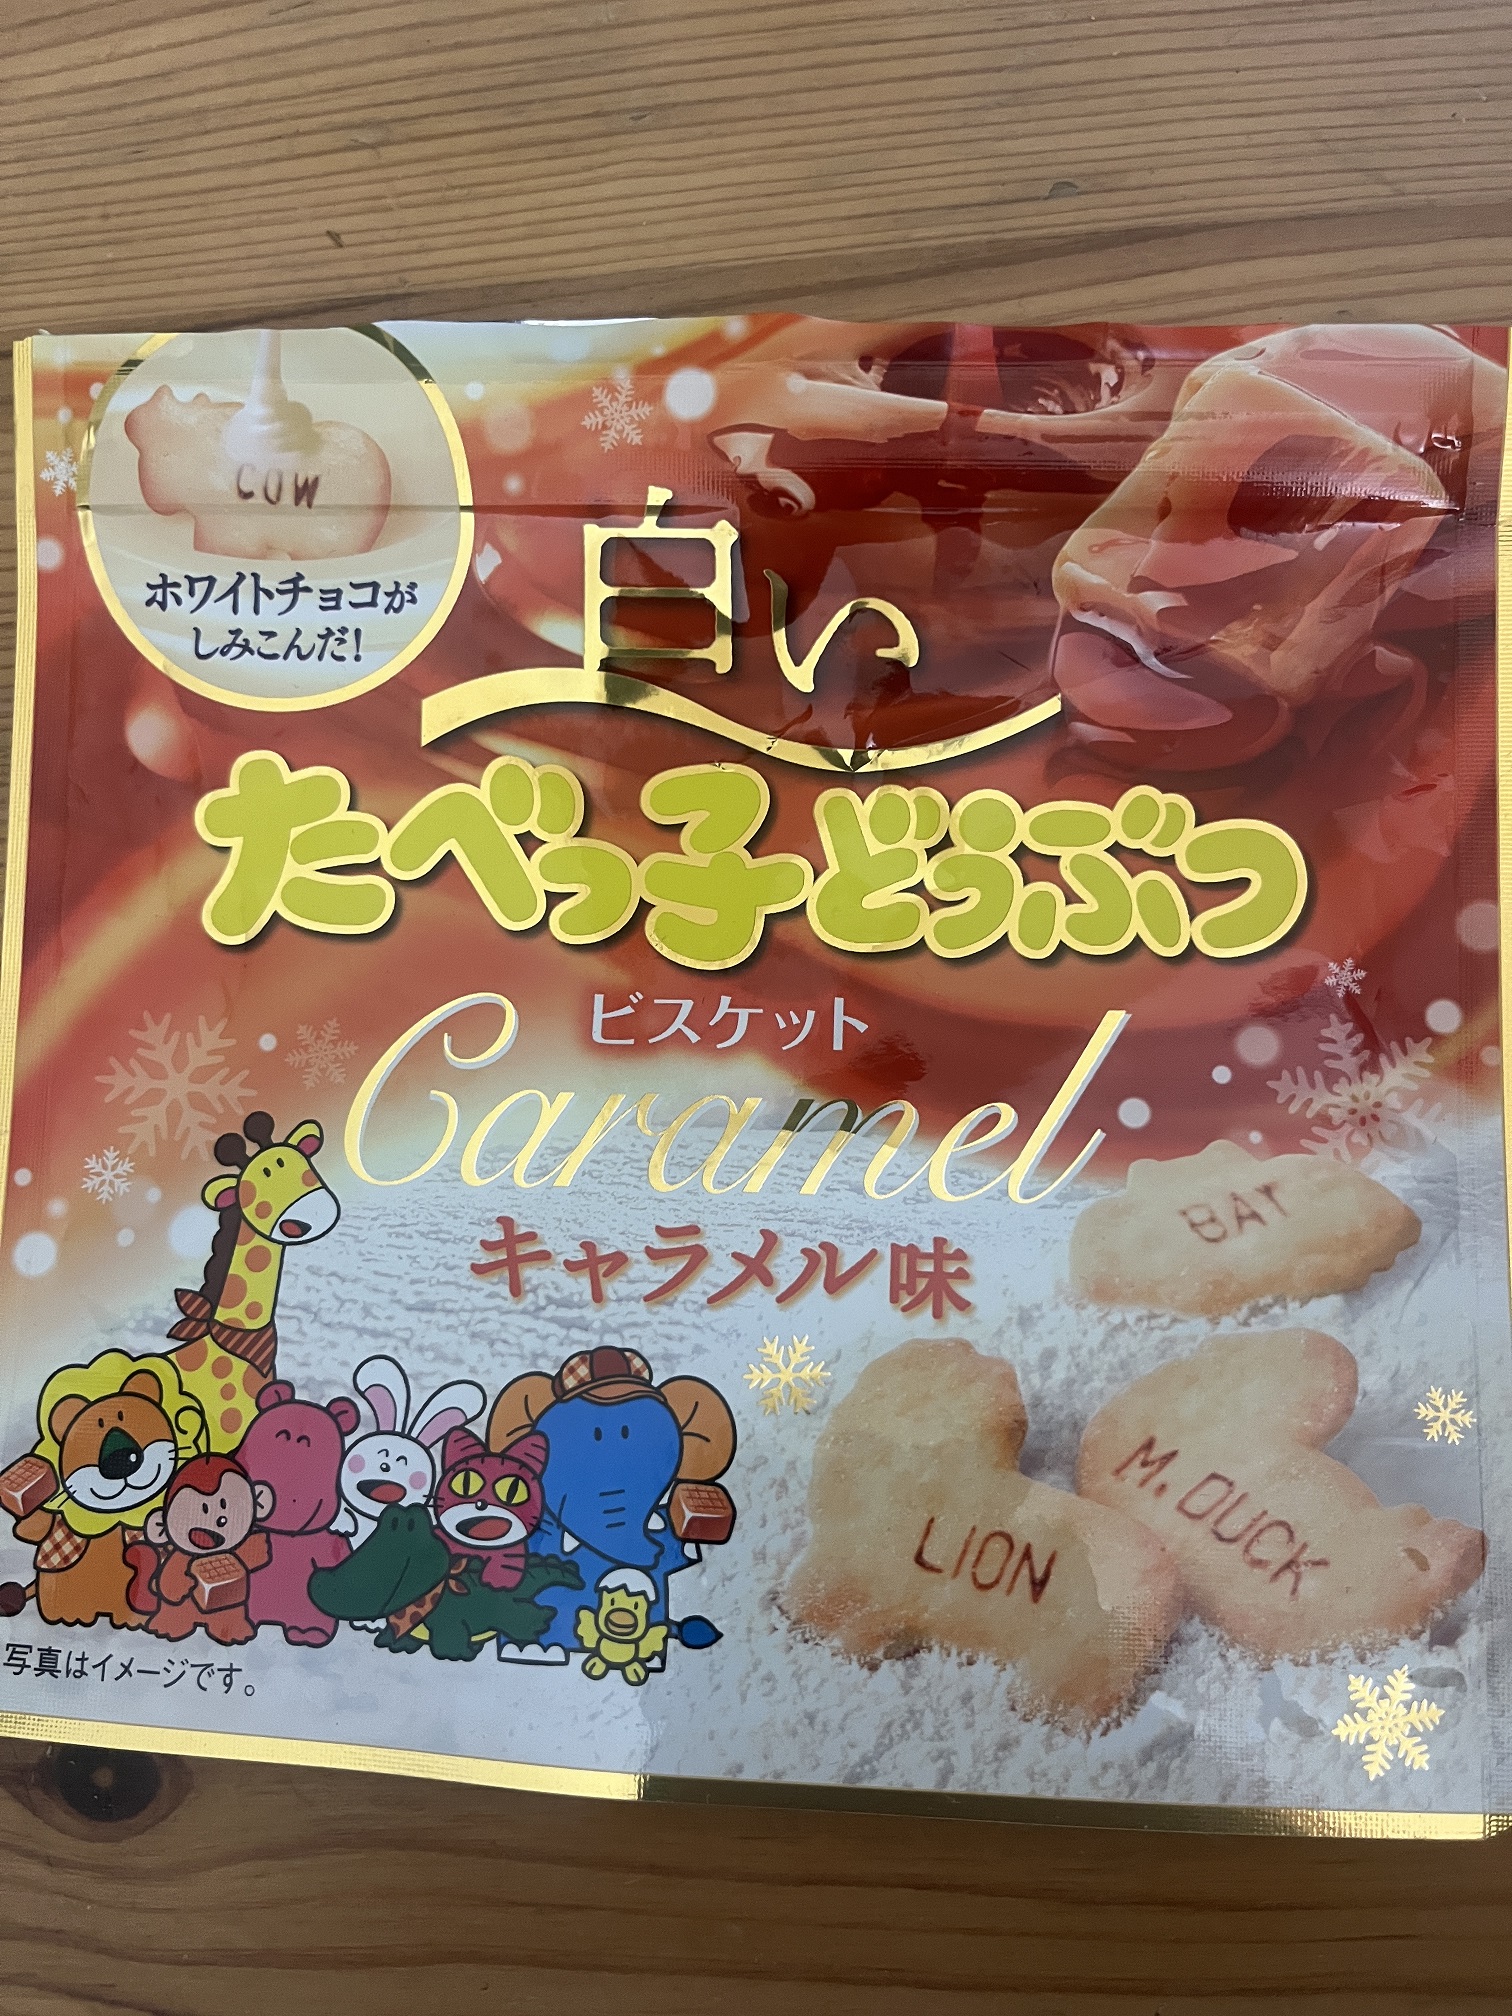 COW
ホワイトチョコが
しみこんだ!
白い
たべっ子どうぶつ
ビスケット
Caramel
キャラメル味
BAT
LION
M.DUCK
写真はイメージです。